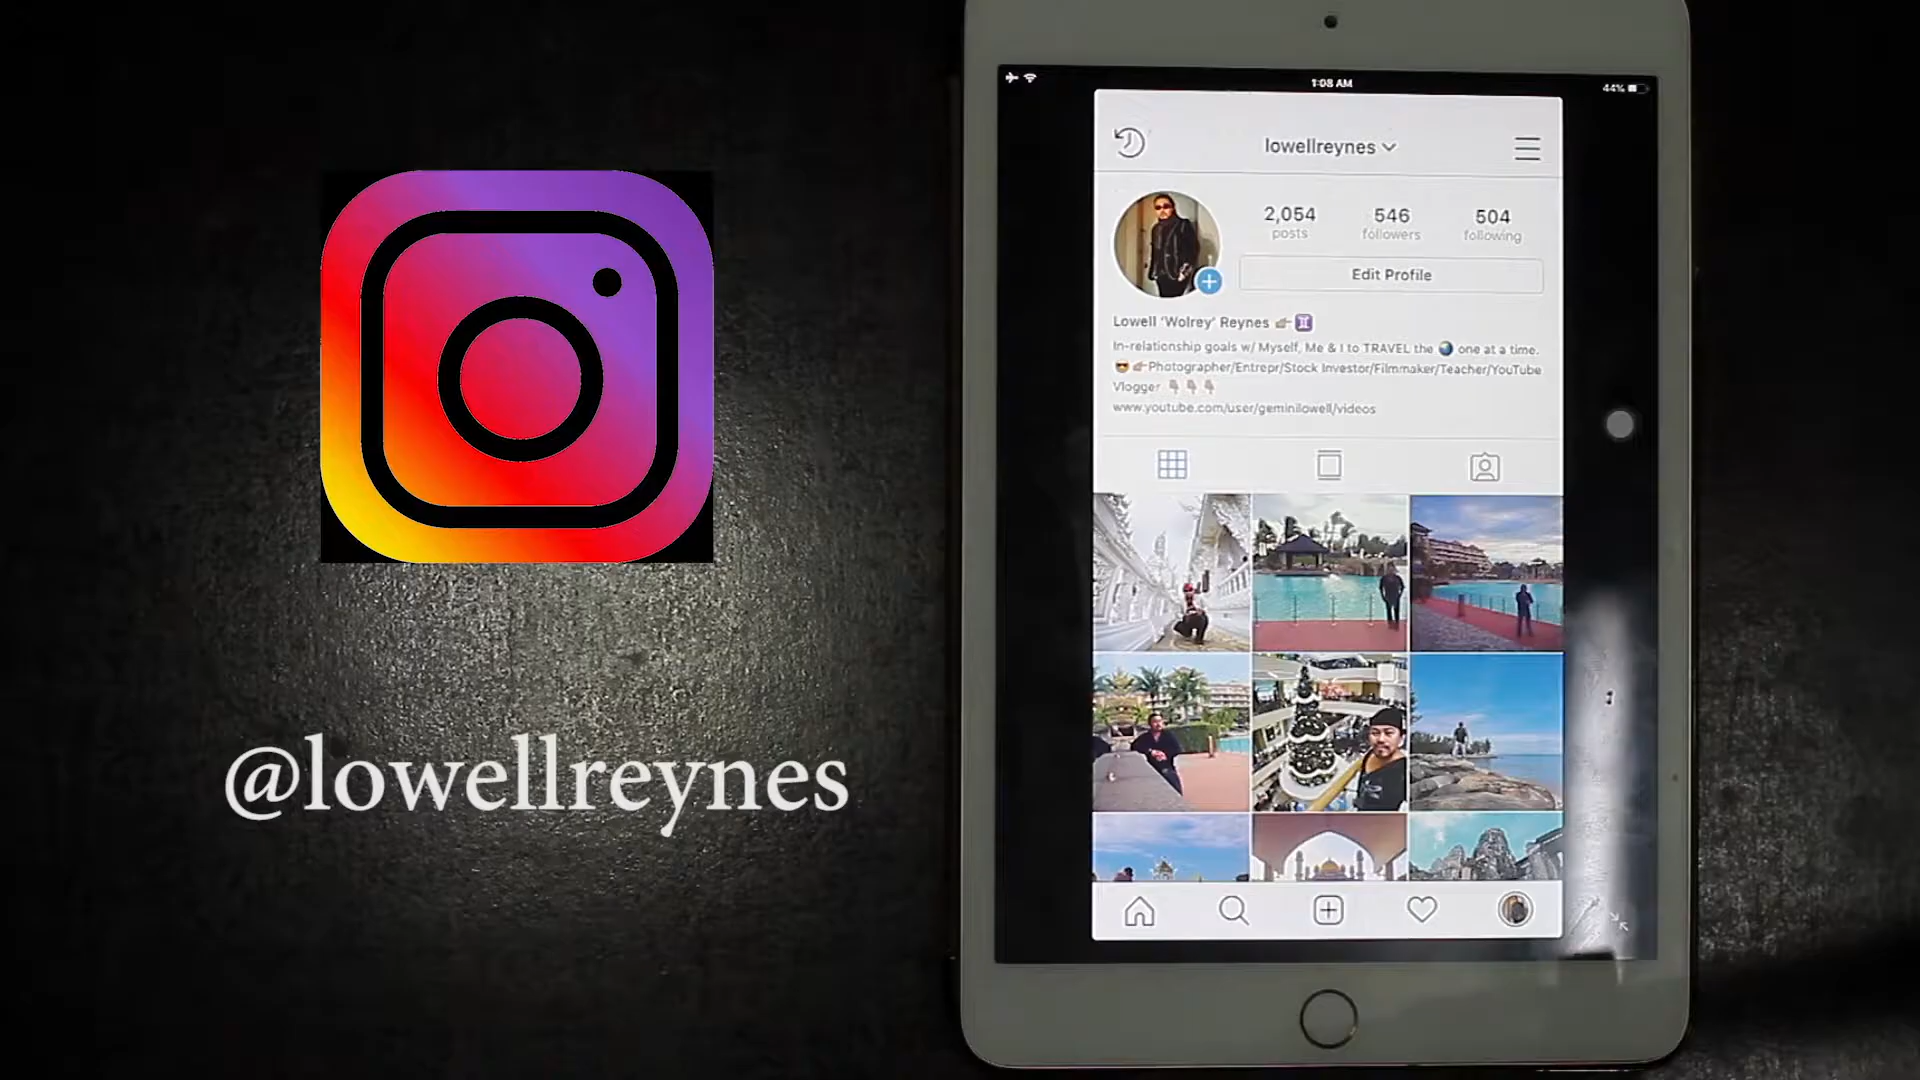 @lowellreynes
1:08 AM
44%
lowellreynes
2,054 546 504
posts followers following
Edit Profile
Lowell 'Wolrey' Reynes 👉🏼♊
In-relationship goals w/ Myself, Me & I to TRAVEL the 🌏 one at a time.
😎👉🏼Photographer/Entrepr/Stock Investor/Filmmaker/Teacher/YouTube
Vlogger 👇🏼👇🏼👇🏼
www.youtube.com/user/geminilowell/videos